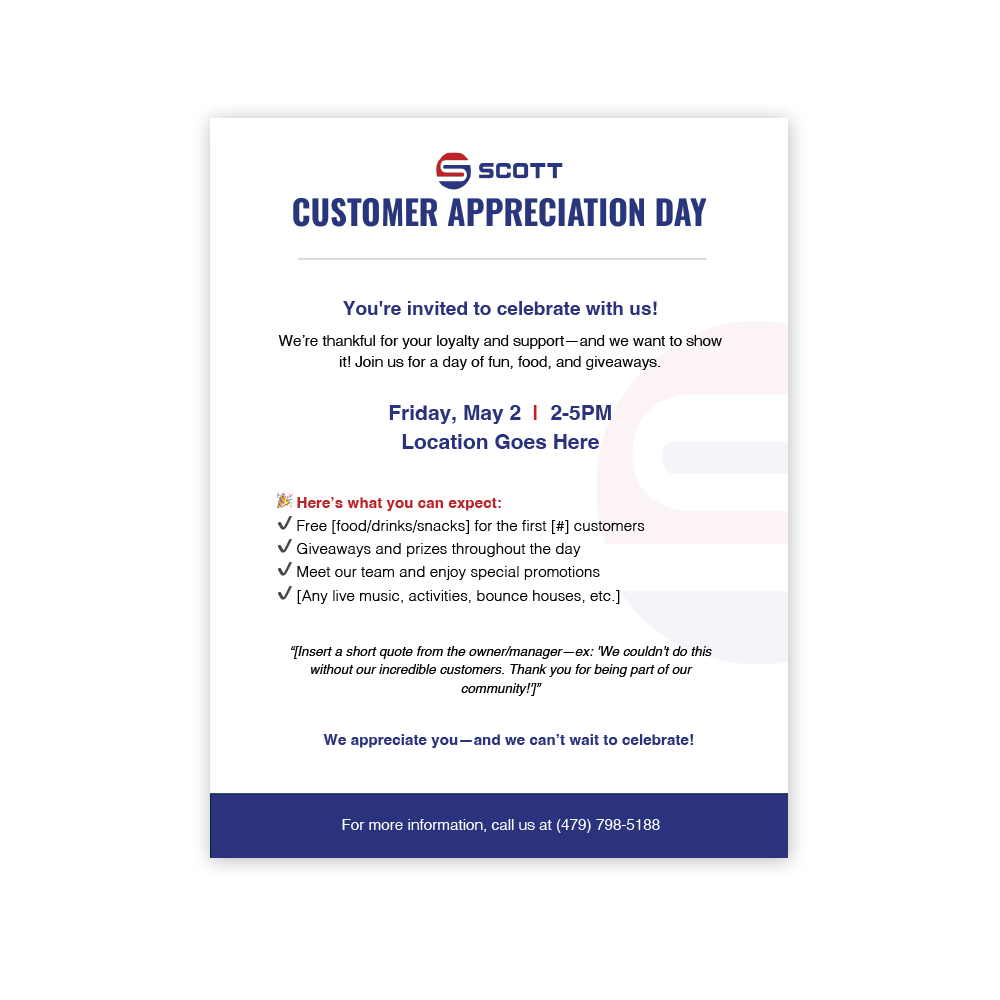 SCOTT
CUSTOMER APPRECIATION DAY
You're invited to celebrate with us!
We’re thankful for your loyalty and support—and we want to show
it! Join us for a day of fun, food, and giveaways.
Friday, May 2 | 2-5PM
Location Goes Here
🎉 Here’s what you can expect:
✔ Free [food/drinks/snacks] for the first [#] customers
✔ Giveaways and prizes throughout the day
✔ Meet our team and enjoy special promotions
✔ [Any live music, activities, bounce houses, etc.]
“[Insert a short quote from the owner/manager—ex: 'We couldn't do this
without our incredible customers. Thank you for being part of our
community!']”
We appreciate you—and we can’t wait to celebrate!
For more information, call us at (479) 798-5188